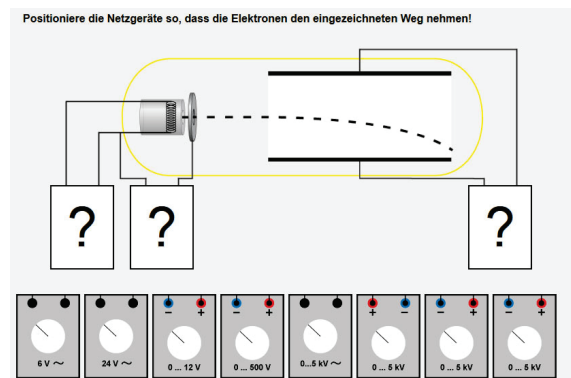 Positioniere die Netzgeräte so, dass die Elektronen den eingezeichneten Weg nehmen!
? ? ?
− + − + + − − + − +
6 V ~ 24 V ~ 0 ... 12 V 0 ... 500 V 0...5 kV ~ 0 ... 5 kV 0 ... 5 kV 0 ... 5 kV